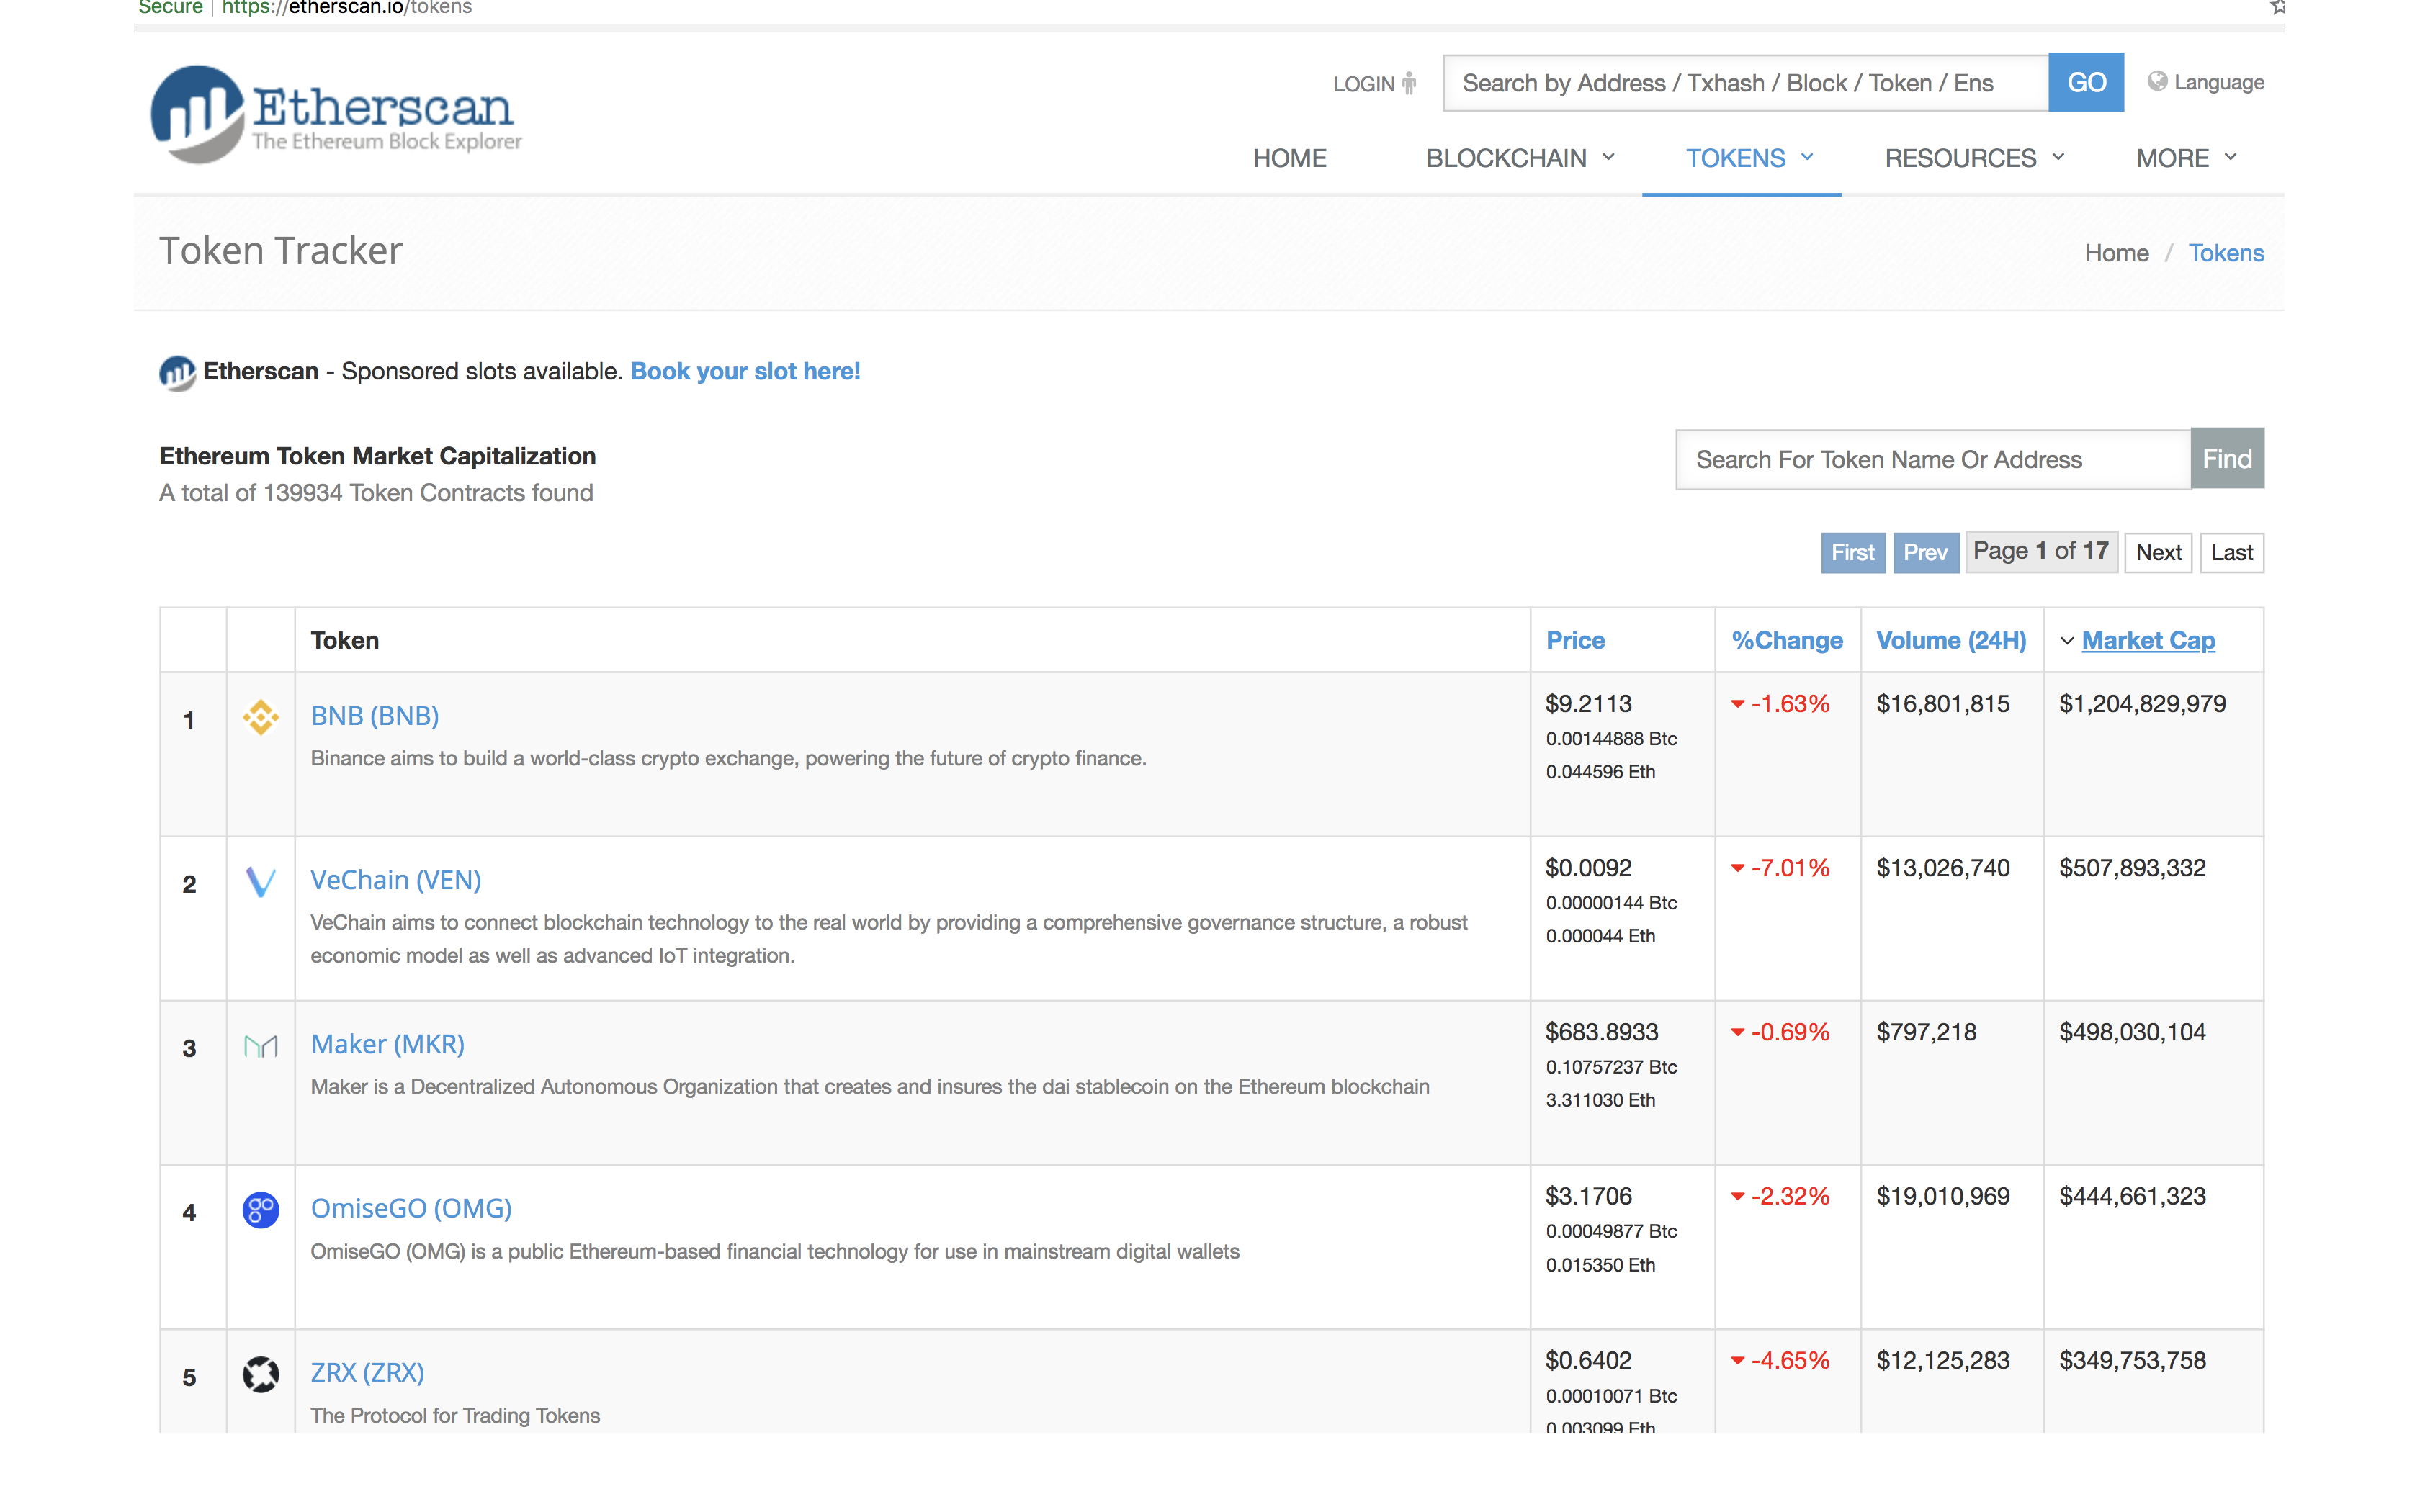 Secure | https://etherscan.io/tokens
Etherscan
The Ethereum Block Explorer
LOGIN
Search by Address / Txhash / Block / Token / Ens
GO
Language
HOME
BLOCKCHAIN
TOKENS
RESOURCES
MORE
Token Tracker
Home / Tokens
Etherscan - Sponsored slots available. Book your slot here!
Ethereum Token Market Capitalization
A total of 139934 Token Contracts found
Search For Token Name Or Address
Find
First
Prev
Page 1 of 17
Next
Last
Token
Price
%Change
Volume (24H)
Market Cap
1
BNB (BNB)
Binance aims to build a world-class crypto exchange, powering the future of crypto finance.
$9.2113
0.00144888 Btc
0.044596 Eth
-1.63%
$16,801,815
$1,204,829,979
2
VeChain (VEN)
VeChain aims to connect blockchain technology to the real world by providing a comprehensive governance structure, a robust
economic model as well as advanced IoT integration.
$0.0092
0.00000144 Btc
0.000044 Eth
-7.01%
$13,026,740
$507,893,332
3
Maker (MKR)
Maker is a Decentralized Autonomous Organization that creates and insures the dai stablecoin on the Ethereum blockchain
$683.8933
0.10757237 Btc
3.311030 Eth
-0.69%
$797,218
$498,030,104
4
OmiseGO (OMG)
OmiseGO (OMG) is a public Ethereum-based financial technology for use in mainstream digital wallets
$3.1706
0.00049877 Btc
0.015350 Eth
-2.32%
$19,010,969
$444,661,323
5
ZRX (ZRX)
The Protocol for Trading Tokens
$0.6402
0.00010071 Btc
0.003099 Eth
-4.65%
$12,125,283
$349,753,758